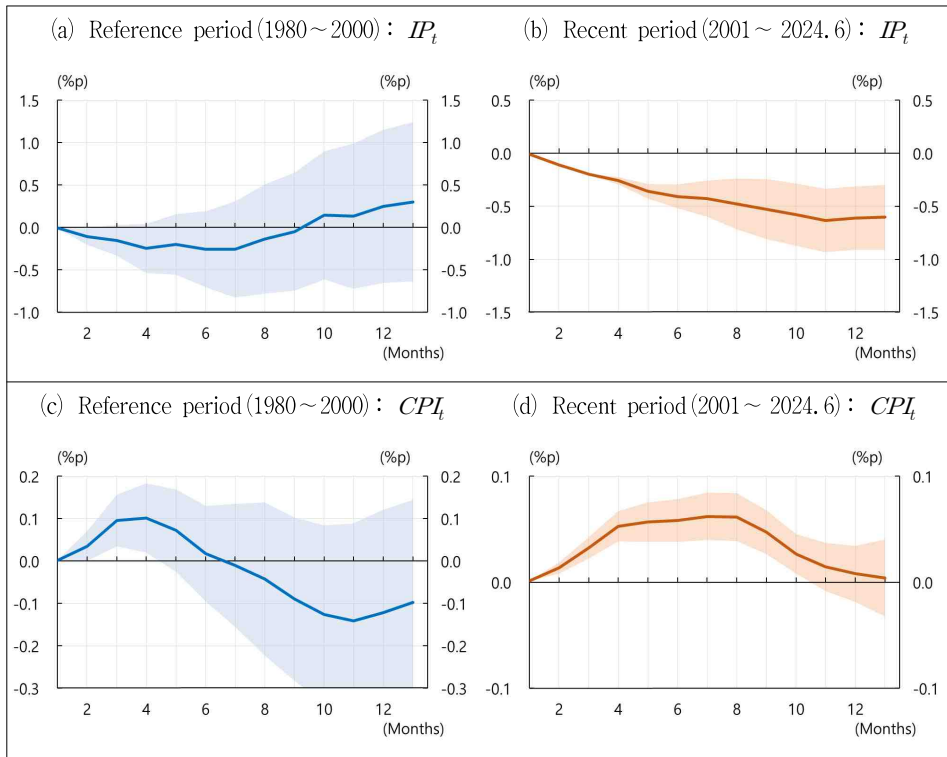 (a) Reference period(1980～2000): IPₜ
(%p) (%p)
1.5 1.5
1.0 1.0
0.5 0.5
0.0 0.0
-0.5 -0.5
-1.0 -1.0
2 4 6 8 10 12
(Months)
(b) Recent period(2001～ 2024.6): IPₜ
(%p) (%p)
0.5 0.5
0.0 0.0
-0.5 -0.5
-1.0 -1.0
-1.5 -1.5
2 4 6 8 10 12
(Months)
(c) Reference period(1980～2000): CPIₜ
(%p) (%p)
0.2 0.2
0.1 0.1
0.0 0.0
-0.1 -0.1
-0.2 -0.2
-0.3 -0.3
2 4 6 8 10 12
(Months)
(d) Recent period(2001～ 2024.6): CPIₜ
(%p) (%p)
0.1 0.1
0.0 0.0
-0.1 -0.1
2 4 6 8 10 12
(Months)